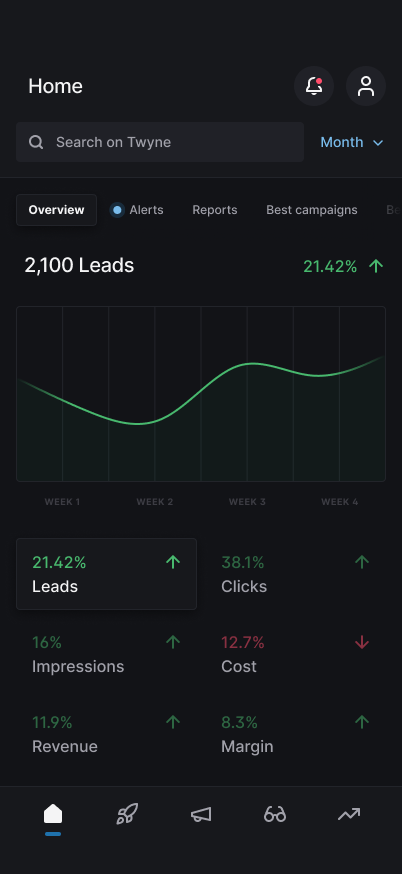 Home
Search on Twyne
Month
Overview Alerts Reports Best campaigns Be
2,100 Leads
21.42%
WEEK 1 WEEK 2 WEEK 3 WEEK 4
21.42% 38.1%
Leads Clicks
16% 12.7%
Impressions Cost
11.9% 8.3%
Revenue Margin